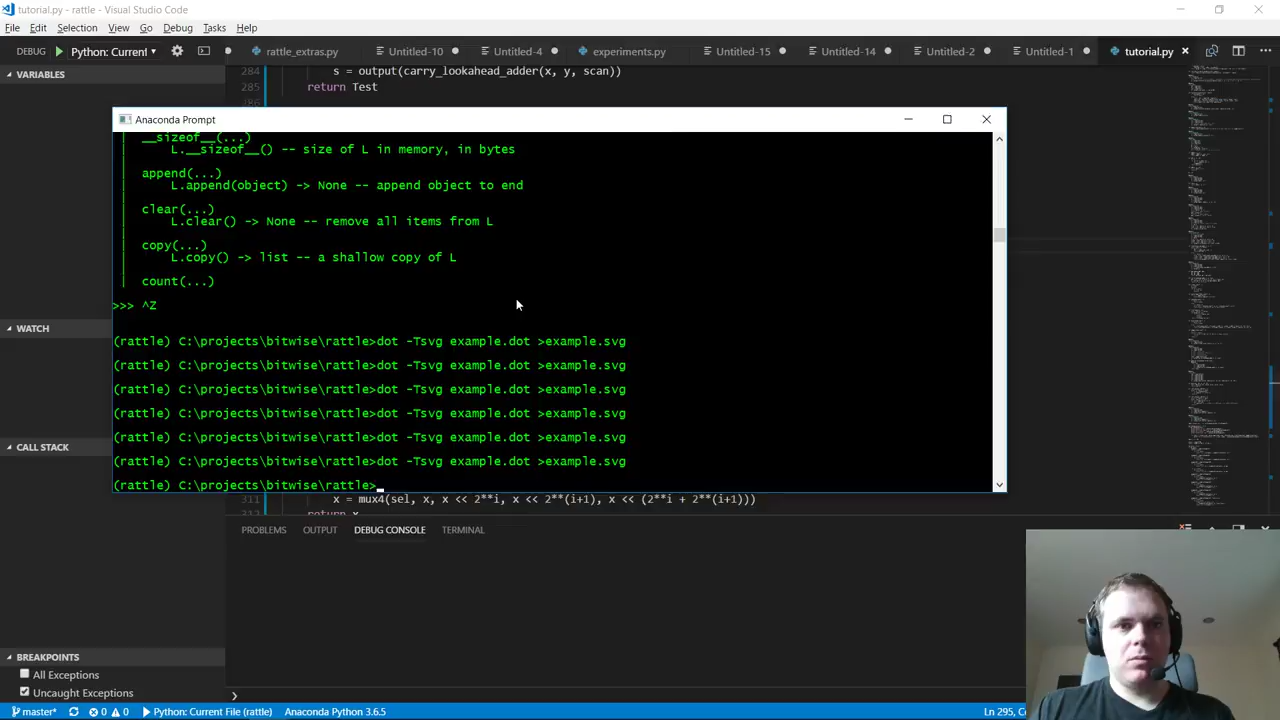 tutorial.py - rattle - Visual Studio Code
File Edit Selection View Go Debug Tasks Help
DEBUG Python: Current rattle_extras.py Untitled-10 Untitled-4 experiments.py Untitled-15 Untitled-14 Untitled-2 Untitled-1 tutorial.py
VARIABLES
284 s = output(carry_lookahead_adder(x, y, scan))
285 return Test
286
Anaconda Prompt
| __sizeof__(...)
| L.__sizeof__() -- size of L in memory, in bytes
|
| append(...)
| L.append(object) -> None -- append object to end
|
| clear(...)
| L.clear() -> None -- remove all items from L
|
| copy(...)
| L.copy() -> list -- a shallow copy of L
|
| count(...)
>>> ^Z
(rattle) C:\projects\bitwise\rattle>dot -Tsvg example.dot >example.svg
(rattle) C:\projects\bitwise\rattle>dot -Tsvg example.dot >example.svg
(rattle) C:\projects\bitwise\rattle>dot -Tsvg example.dot >example.svg
(rattle) C:\projects\bitwise\rattle>dot -Tsvg example.dot >example.svg
(rattle) C:\projects\bitwise\rattle>dot -Tsvg example.dot >example.svg
(rattle) C:\projects\bitwise\rattle>dot -Tsvg example.dot >example.svg
(rattle) C:\projects\bitwise\rattle>
WATCH
CALL STACK
311 = mux4(sel, x, x << 2**i, x << 2**(i+1), x << (2**i + 2**(i+1)))
return x
PROBLEMS OUTPUT DEBUG CONSOLE TERMINAL
BREAKPOINTS
All Exceptions
Uncaught Exceptions
master* 0 0 Python: Current File (rattle) Anaconda Python 3.6.5 Ln 295,